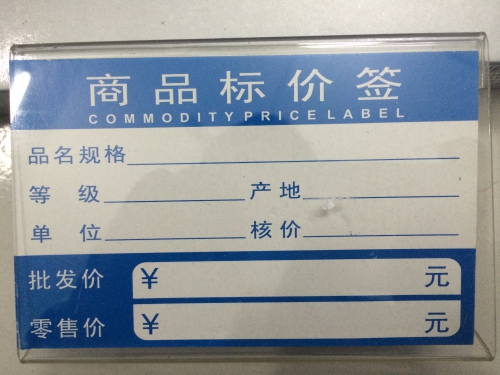 商品标价签
COMMODITY PRICE LABEL
品名规格
等级 产地
单位 核价
批发价 ¥ 元
零售价 ¥ 元